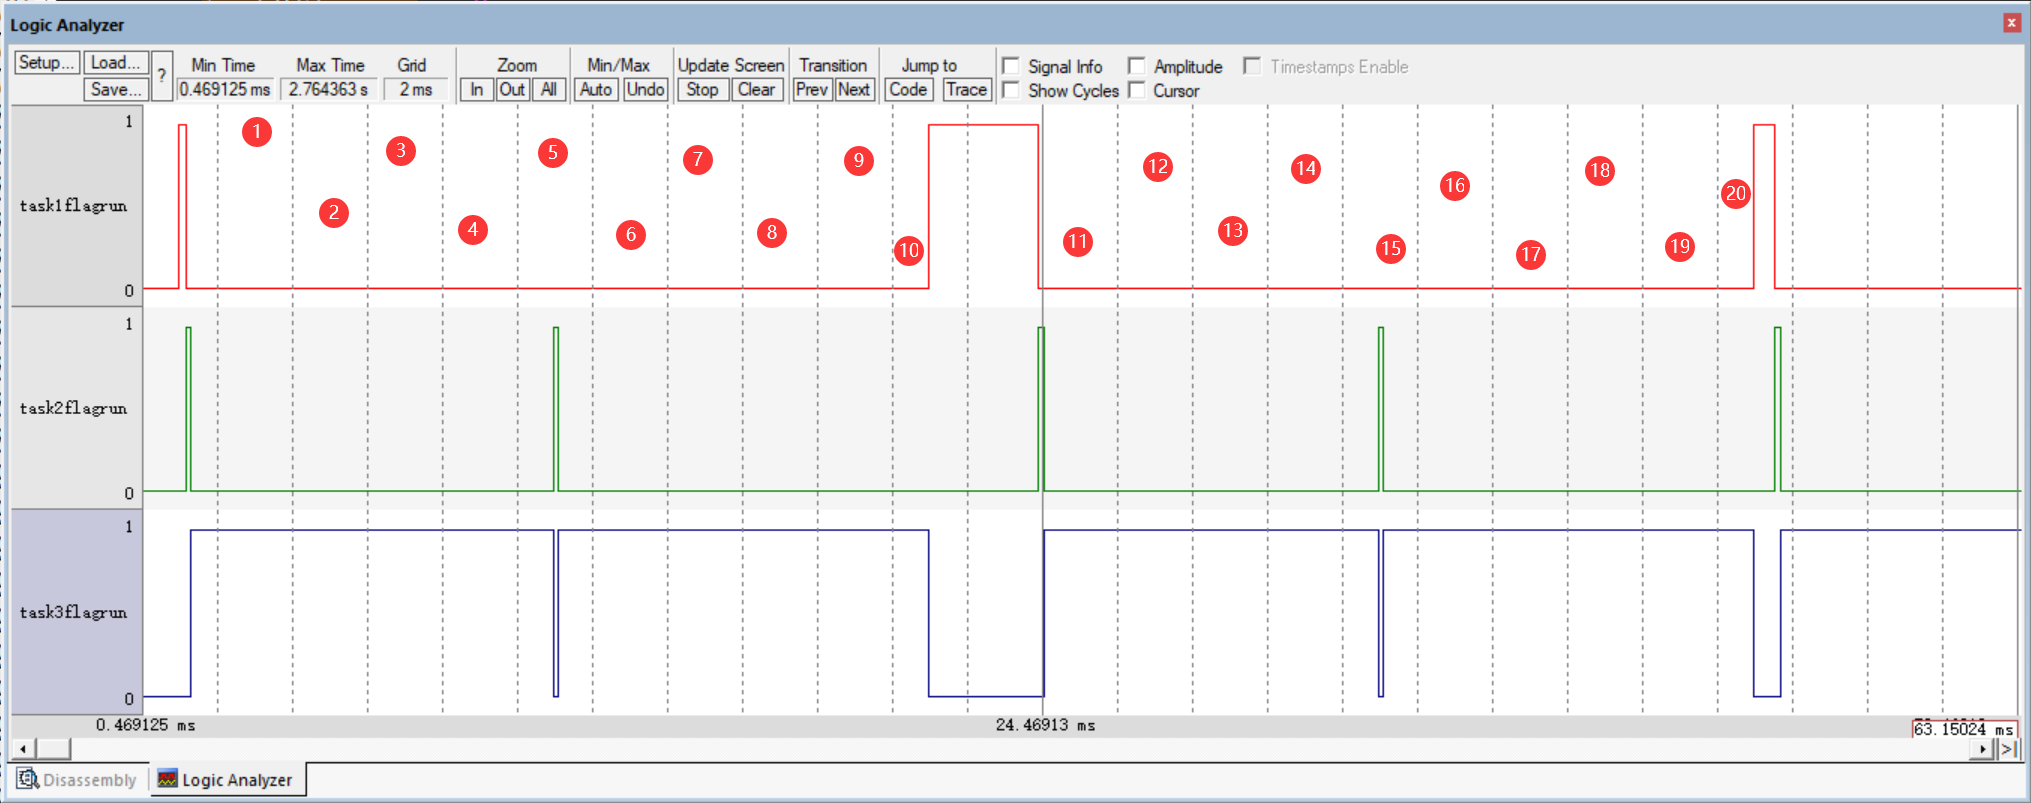 Logic Analyzer
Setup... Load... ? Min Time Max Time Grid Zoom Min/Max Update Screen Transition Jump to Signal Info Amplitude Timestamps Enable
Save... 0.469125 ms 2.764363 s 2 ms In Out All Auto Undo Stop Clear Prev Next Code Trace Show Cycles Cursor
1
task1flagrun
0
1 2 3 4 5 6 7 8 9 10 11 12 13 14 15 16 17 18 19 20
1
task2flagrun
0
1
task3flagrun
0
0.469125 ms 24.46913 ms 63.15024 ms
Disassembly Logic Analyzer